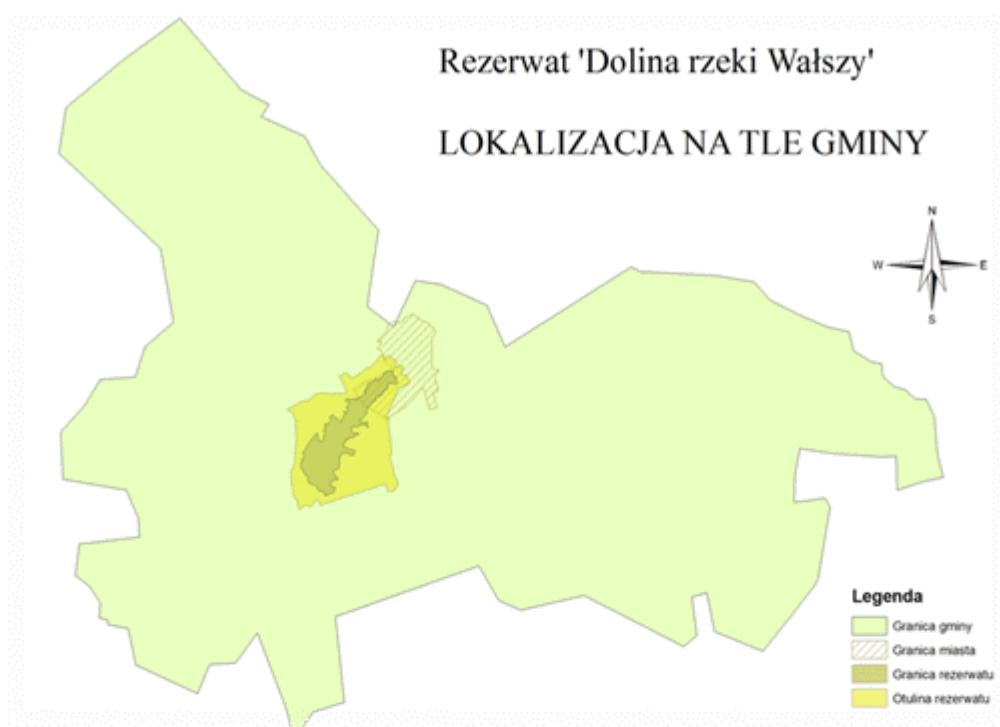 Rezerwat 'Dolina rzeki Wałszy'
LOKALIZACJA NA TLE GMINY
N
W E
S
Legenda
Granica gminy
Granica miasta
Granica rezerwatu
Otulina rezerwatu